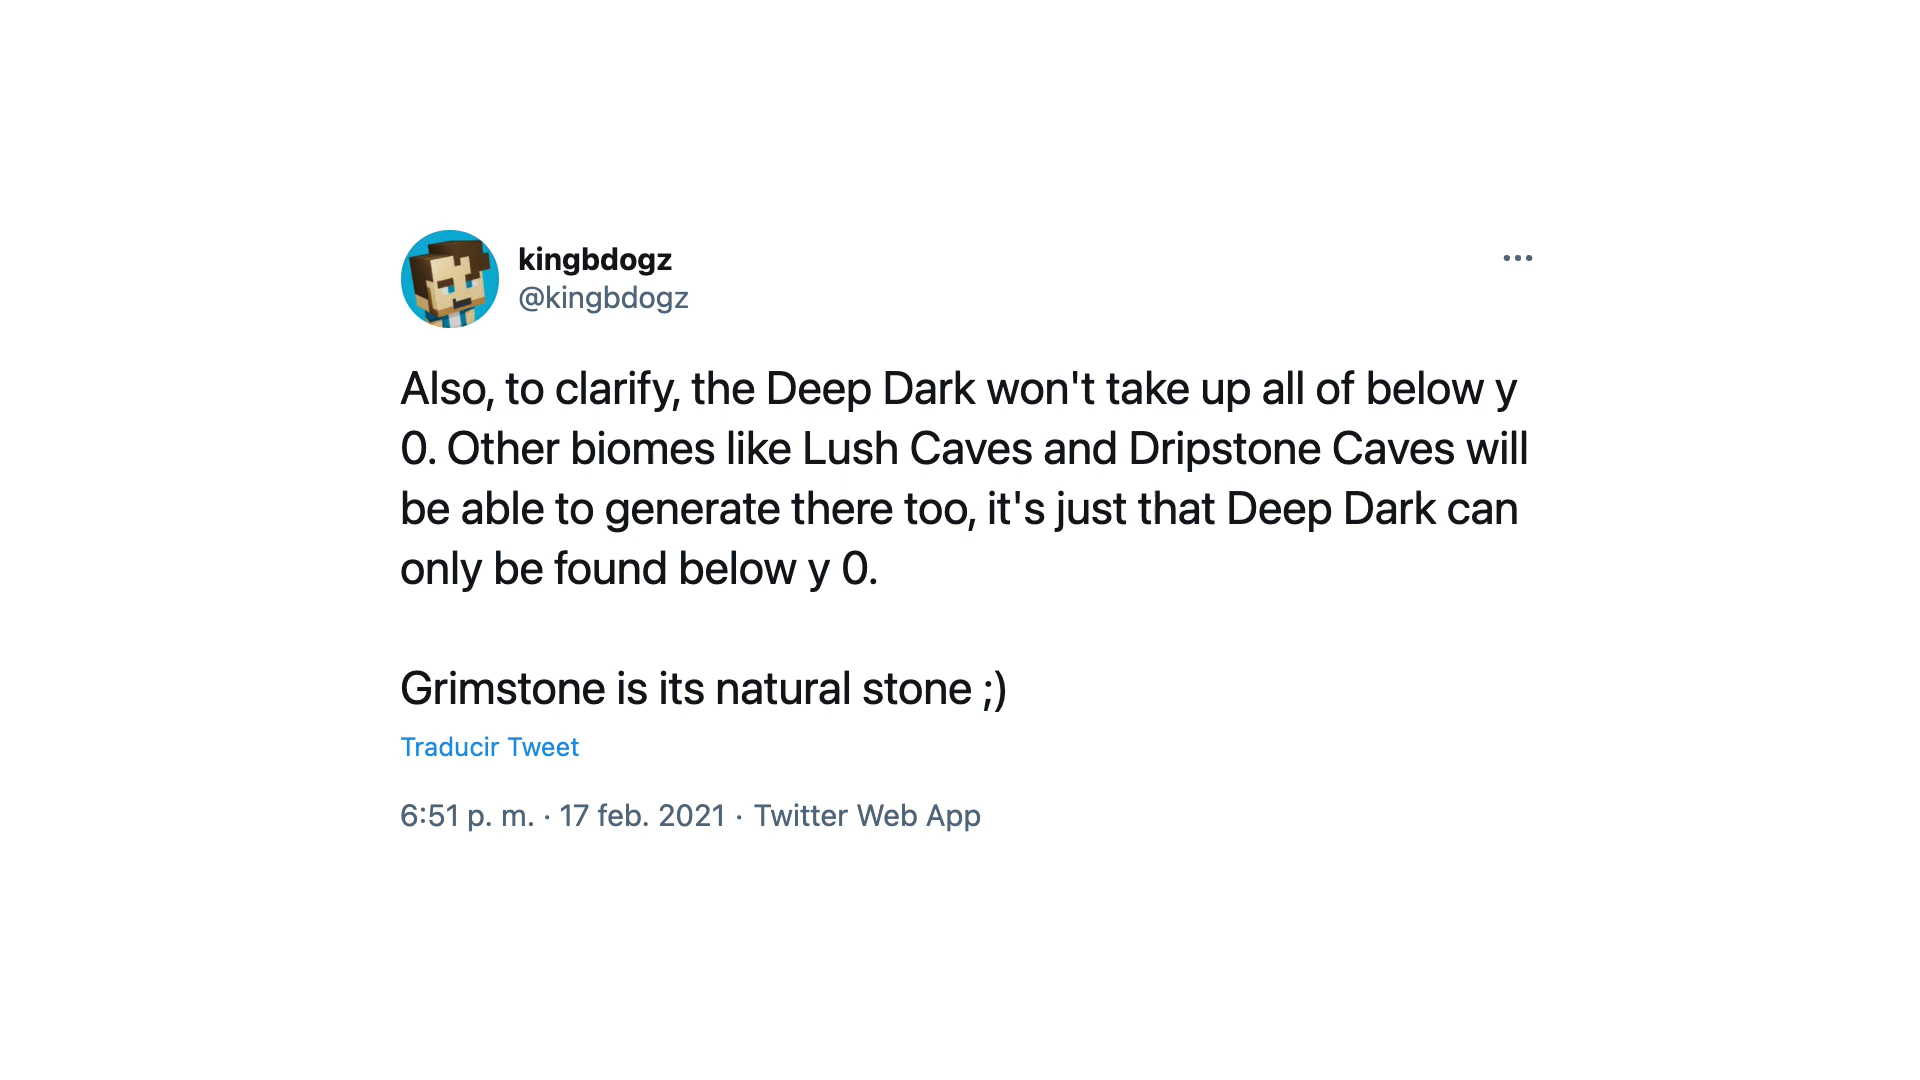 kingbdogz
@kingbdogz
Also, to clarify, the Deep Dark won't take up all of below y
0. Other biomes like Lush Caves and Dripstone Caves will
be able to generate there too, it's just that Deep Dark can
only be found below y 0.
Grimstone is its natural stone ;)
Traducir Tweet
6:51 p. m. · 17 feb. 2021 · Twitter Web App